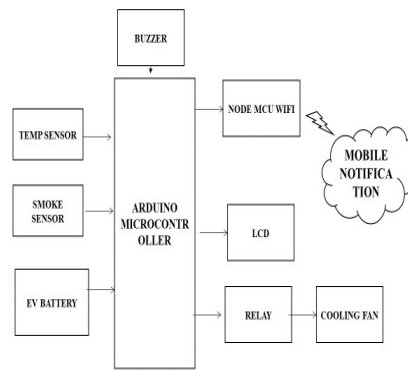 BUZZER
TEMP SENSOR
NODE MCU WIFI
MOBILE
NOTIFICA
TION
SMOKE
SENSOR
ARDUINO
MICROCONTR
OLLER
LCD
EV BATTERY
RELAY
COOLING FAN